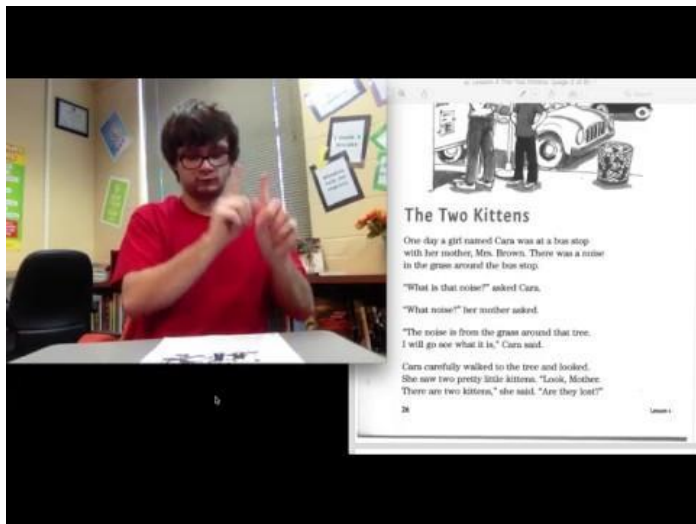 The Two Kittens
One day a girl named Cara was at a bus stop
with her mother, Mrs. Brown. There was a noise
in the grass around the bus stop.
"What is that noise?" asked Cara.
"What noise?" her mother asked.
"The noise is from the grass around that tree.
I will go see what it is," Cara said.
Cara carefully walked to the tree and looked.
She saw two pretty little kittens. "Look, Mother.
There are two kittens," she said. "Are they lost?"
26
Lesson 4